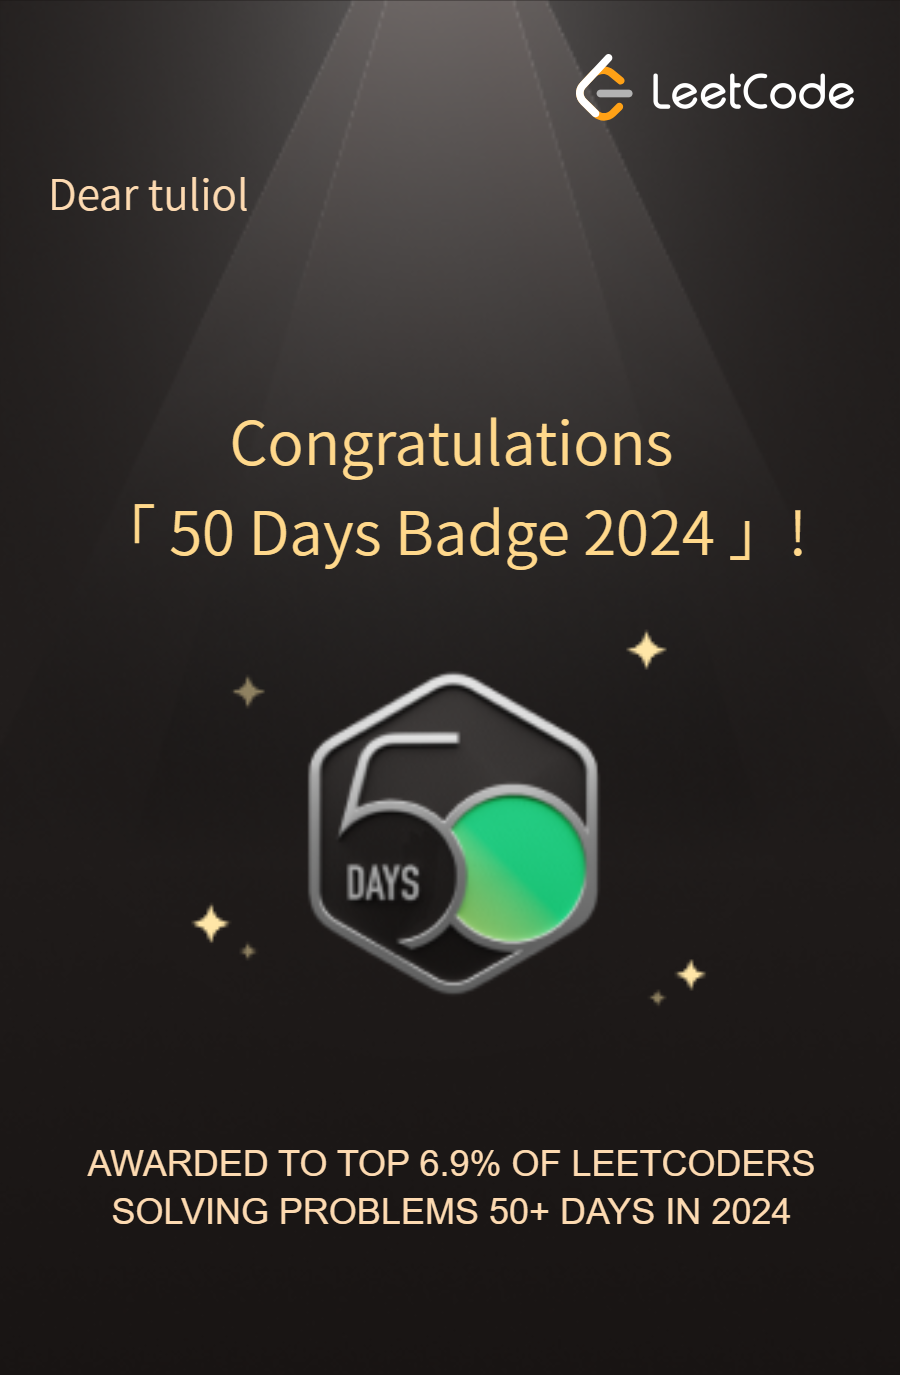 LeetCode
Dear tuliol
Congratulations
「 50 Days Badge 2024 」!
50
DAYS
AWARDED TO TOP 6.9% OF LEETCODERS
SOLVING PROBLEMS 50+ DAYS IN 2024